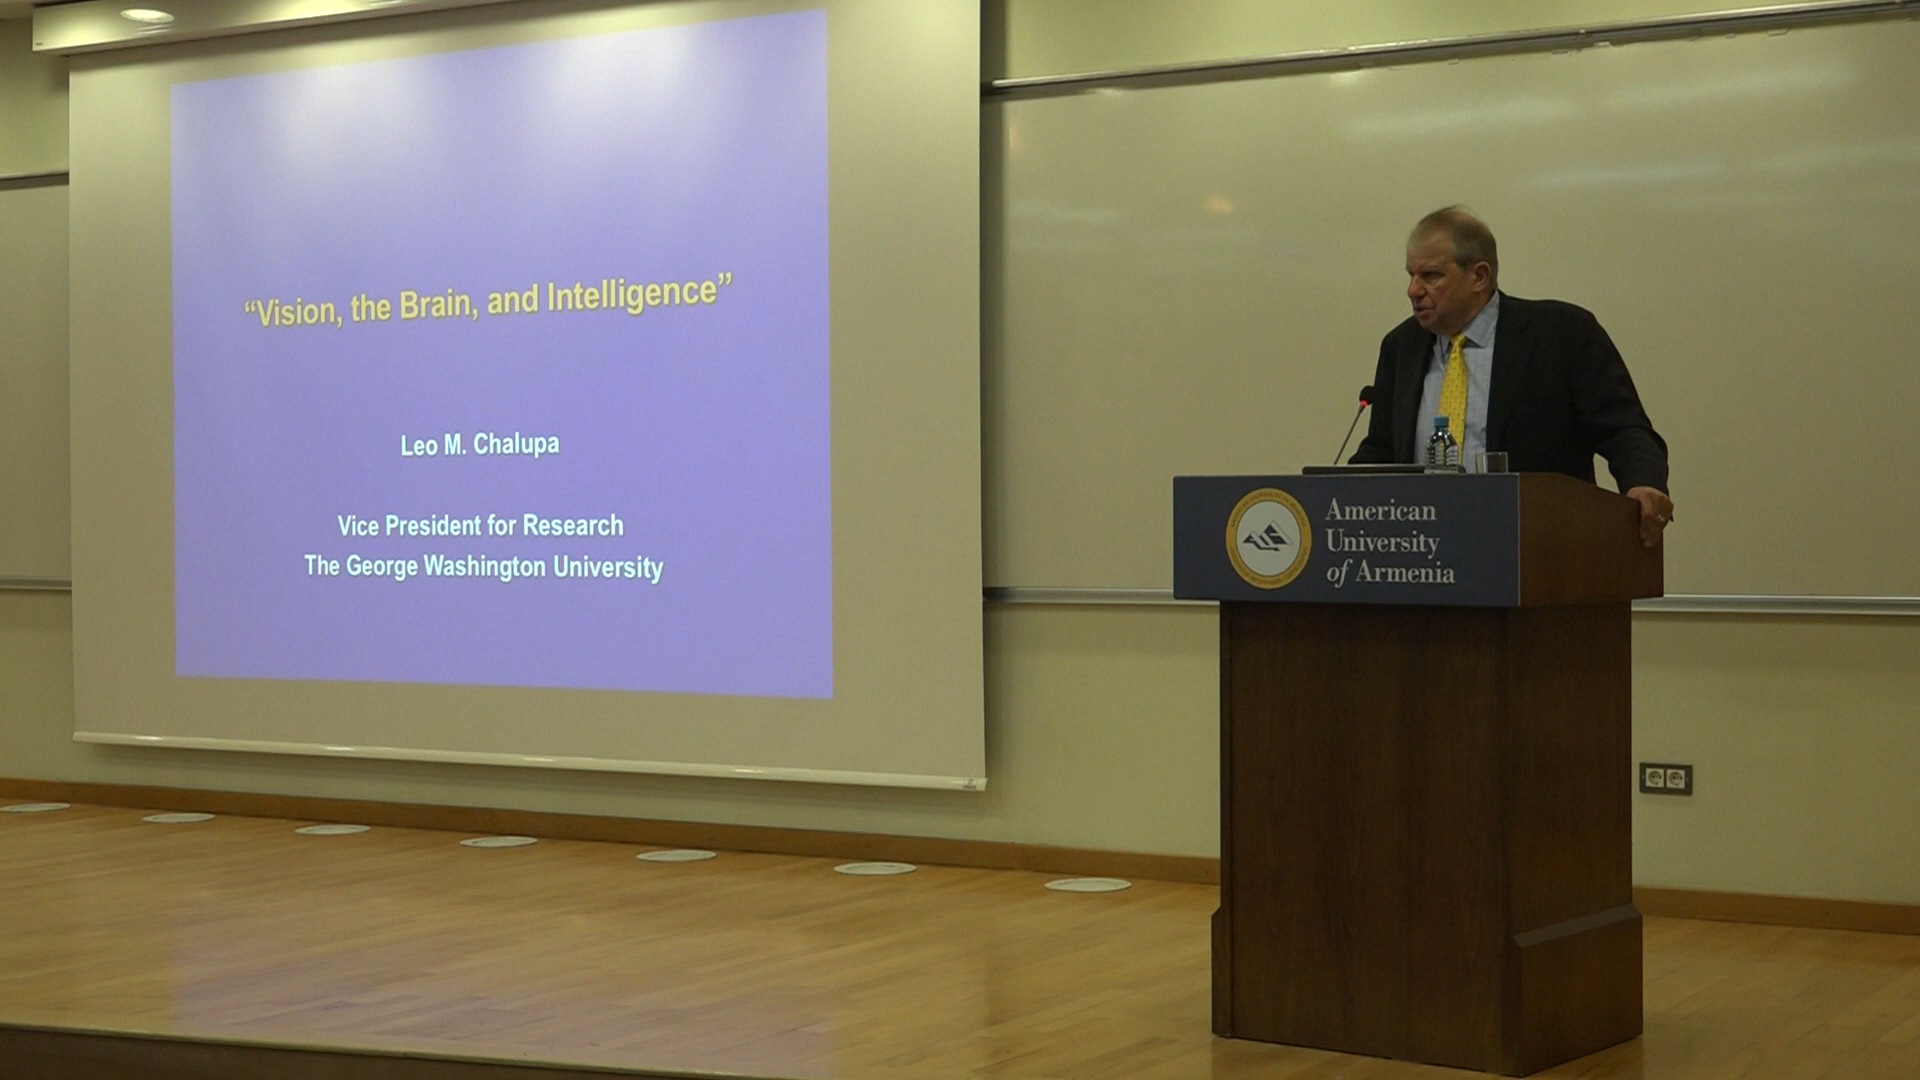 “Vision, the Brain, and Intelligence”
Leo M. Chalupa
Vice President for Research
The George Washington University
American
University
of Armenia